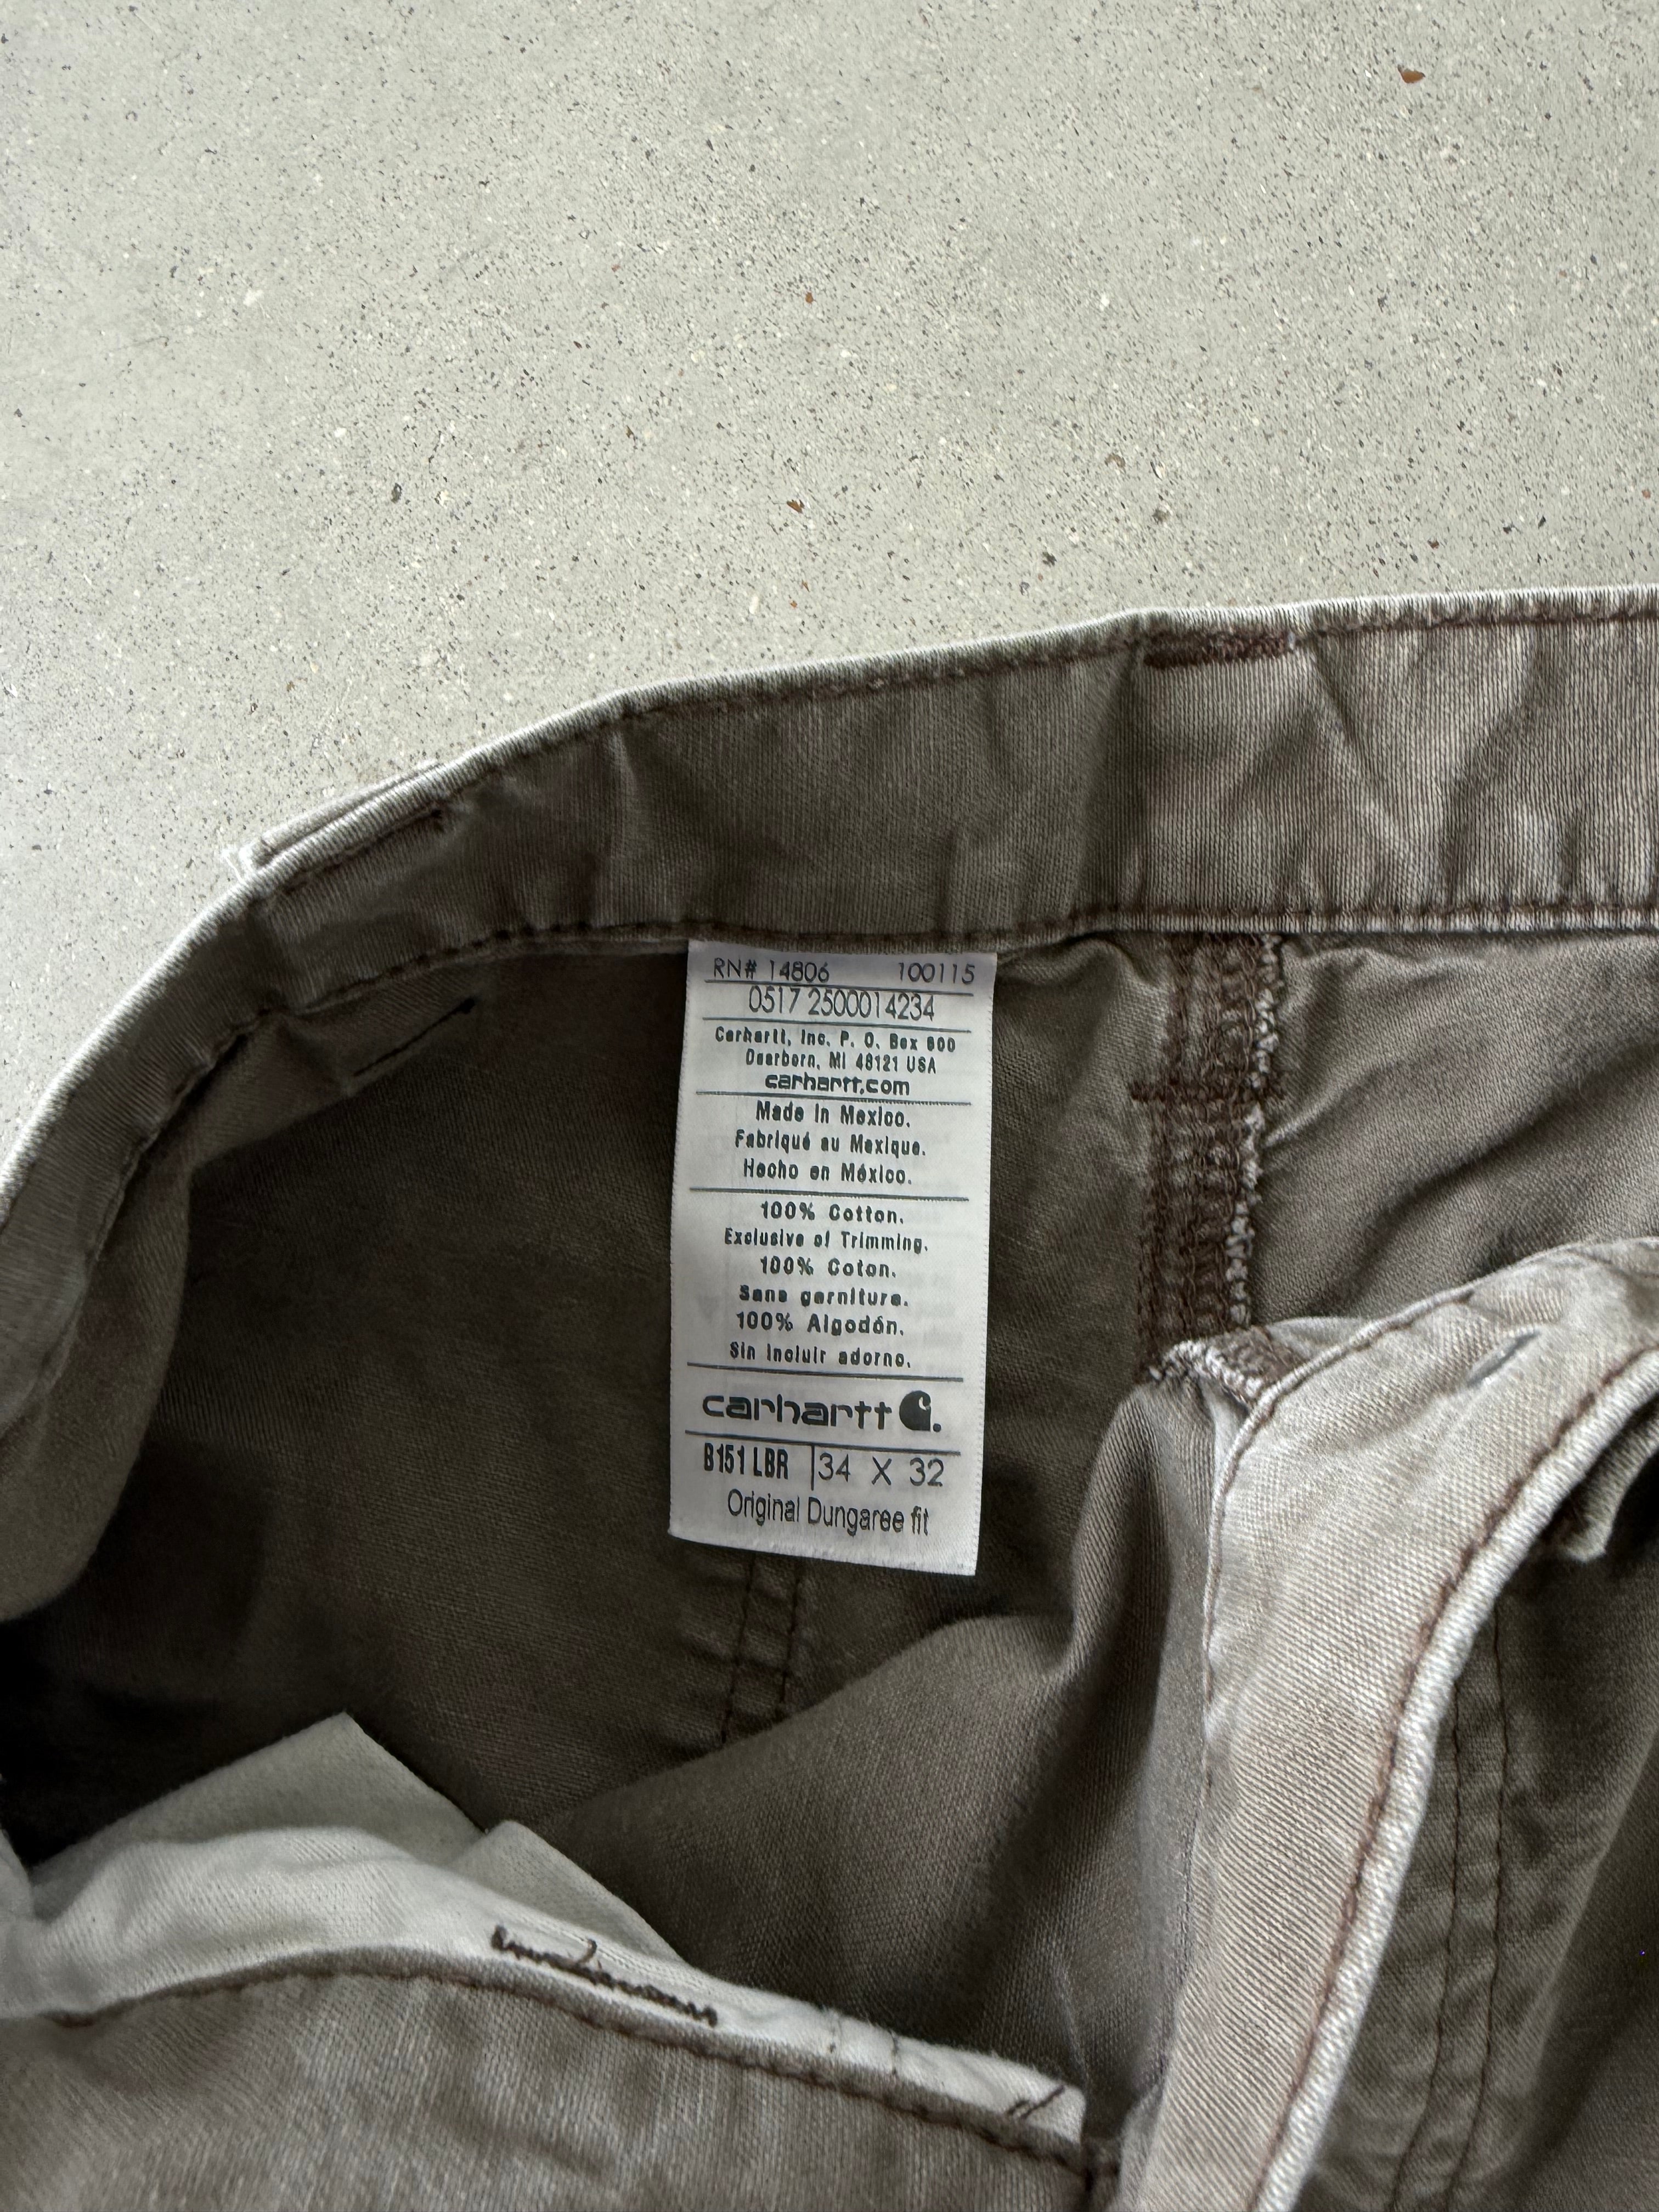 RN# 14806 100115
0517 2500014234
Carhartt, Inc. P. O. Box 600
Dearborn, MI 48121 USA
carhartt.com
Made in Mexico.
Fabriqué au Mexique.
Hecho en México.
100% Cotton.
Exclusive of Trimming.
100% Coton.
Sans garniture.
100% Algodón.
Sin incluir adorno.
carhartt
B151 LBR 34 X 32
Original Dungaree fit